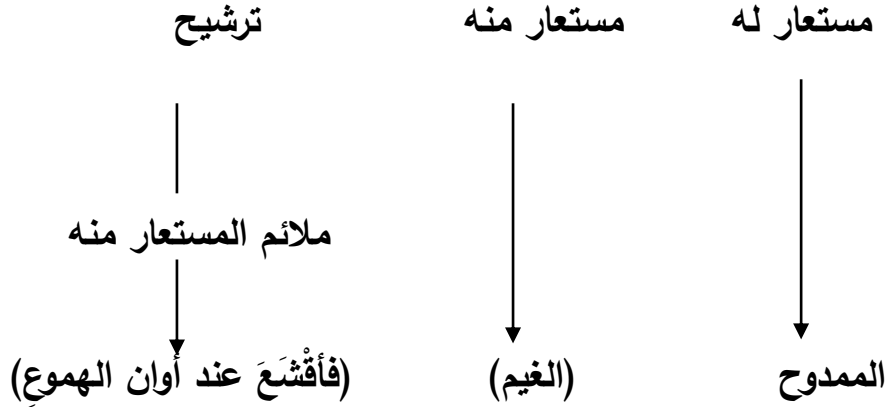 مستعار له مستعار منه ترشيح
ملائم المستعار منه
الممدوح (الغيم) (فأقْشَعَ عند أوان الهموعِ)